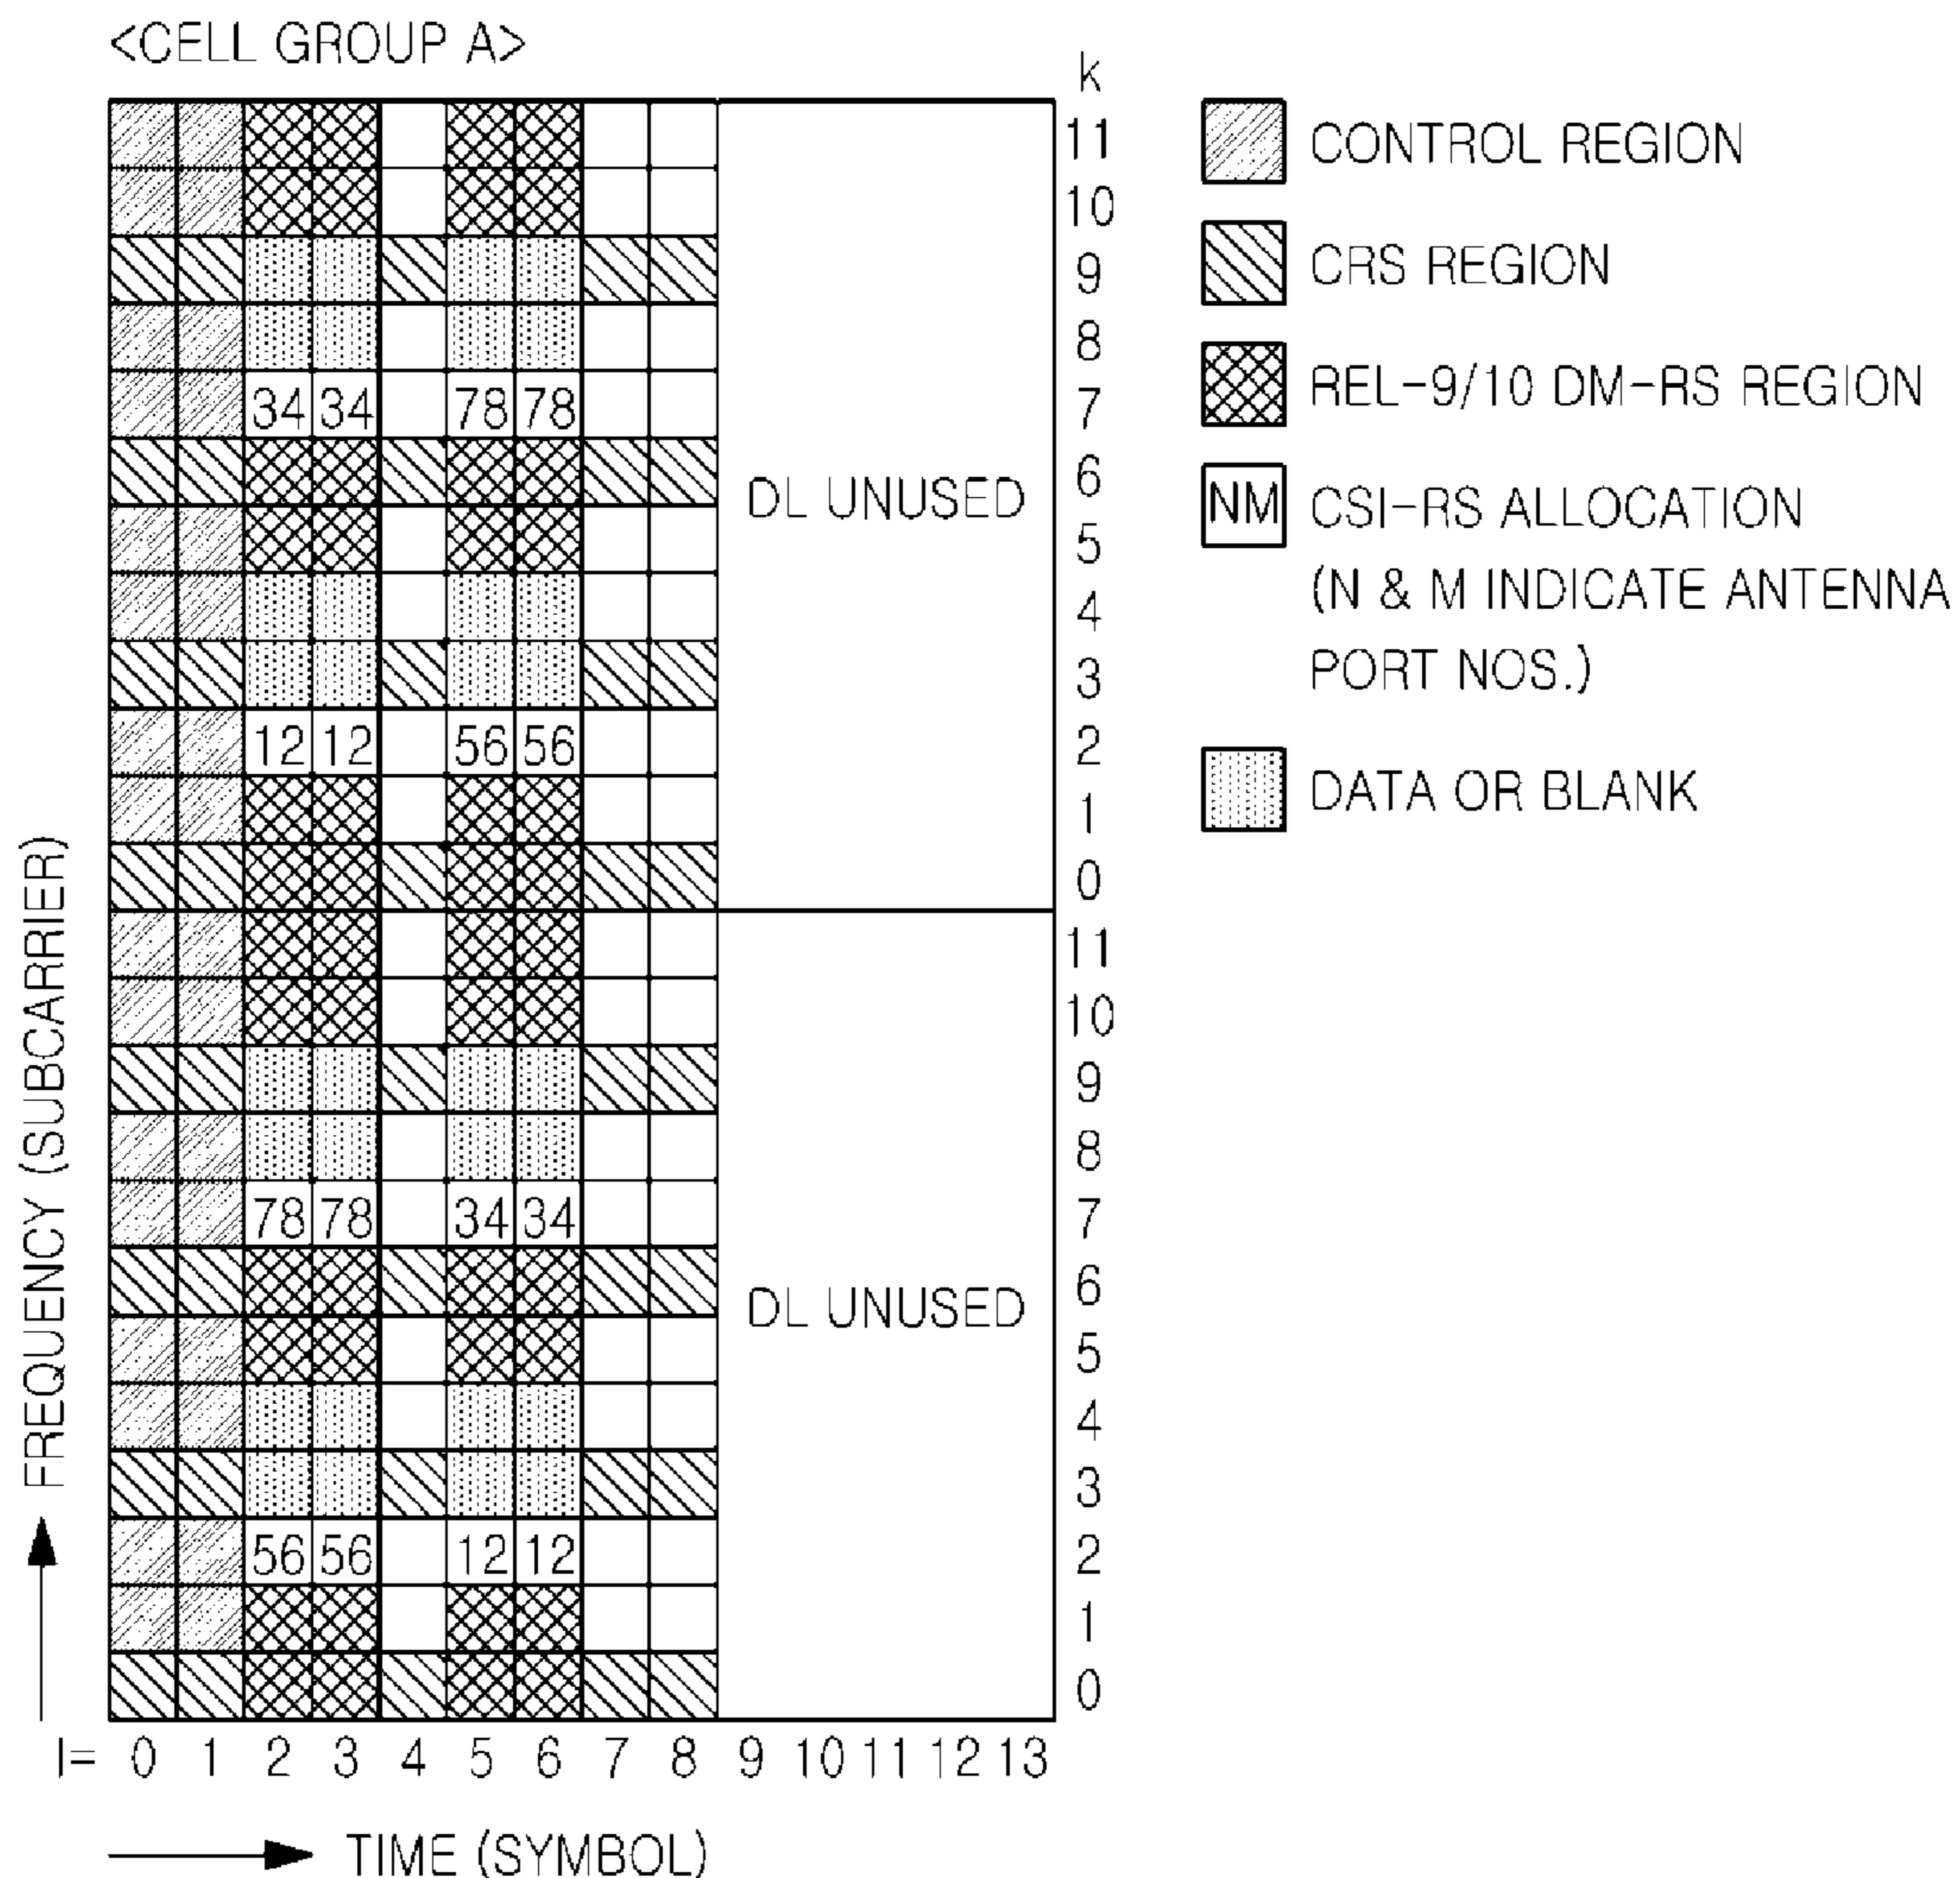 <CELL GROUP A>
k
11
10
9
8
34 34 78 78 7
6
DL UNUSED
5
4
3
12 12 56 56 2
1
0
11
10
9
8
78 78 34 34 7
6
DL UNUSED
5
4
3
56 56 12 12 2
1
0
l= 0 1 2 3 4 5 6 7 8 9 10 11 12 13
TIME (SYMBOL)
FREQUENCY (SUBCARRIER)
CONTROL REGION
CRS REGION
REL-9/10 DM-RS REGION
NM CSI-RS ALLOCATION
(N & M INDICATE ANTENNA
PORT NOS.)
DATA OR BLANK